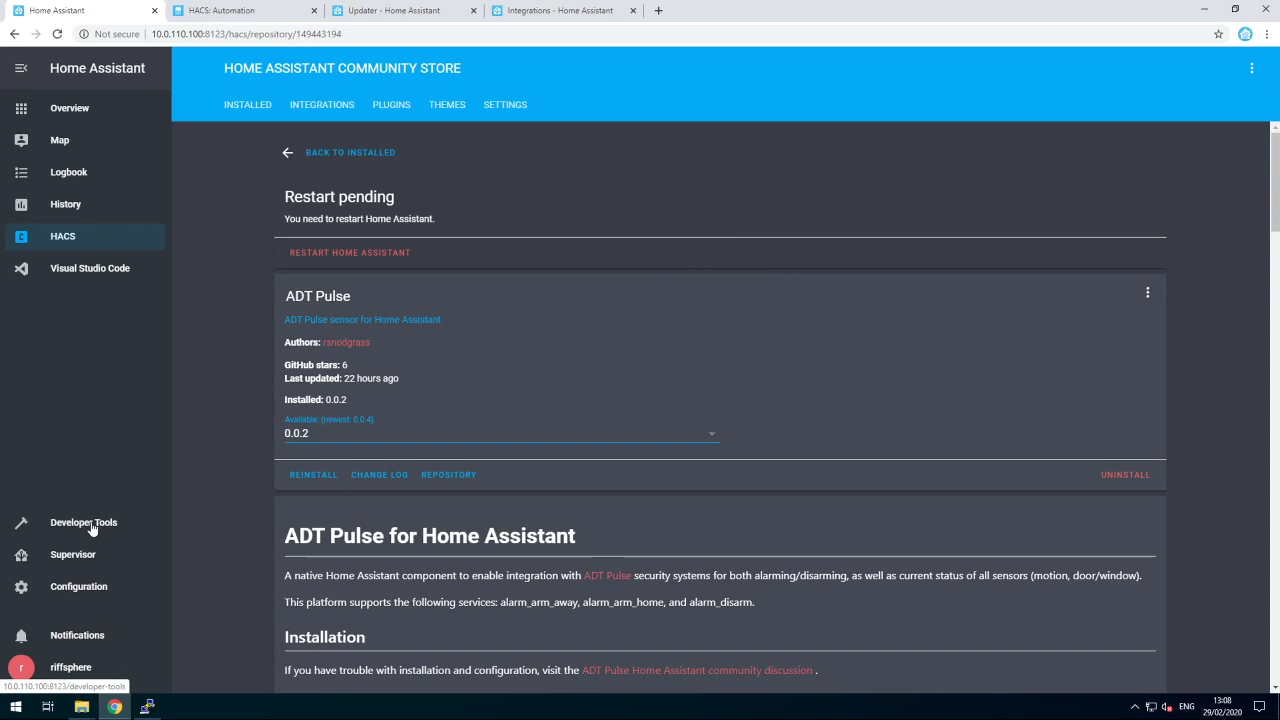 Home Assistant
HACS: Automation
Updater - Home Assistant
Integrations - Home Assistant
Not secure
10.0.110.100:8123/hacs/repository/149443194
Home Assistant
Overview
Map
Logbook
History
HACS
Visual Studio Code
Developer Tools
Supervisor
Configuration
Notifications
r
riffsphere
10.0.110.100:8123/developer-tools
HOME ASSISTANT COMMUNITY STORE
INSTALLED INTEGRATIONS PLUGINS THEMES SETTINGS
BACK TO INSTALLED
Restart pending
You need to restart Home Assistant.
RESTART HOME ASSISTANT
ADT Pulse
ADT Pulse sensor for Home Assistant
Authors: rsnodgrass
GitHub stars: 6
Last updated: 22 hours ago
Installed: 0.0.2
Available: (newest: 0.0.4)
0.0.2
REINSTALL CHANGE LOG REPOSITORY UNINSTALL
ADT Pulse for Home Assistant
A native Home Assistant component to enable integration with ADT Pulse security systems for both alarming/disarming, as well as current status of all sensors (motion, door/window).
This platform supports the following services: alarm_arm_away, alarm_arm_home, and alarm_disarm.
Installation
If you have trouble with installation and configuration, visit the ADT Pulse Home Assistant community discussion .
ENG
13:08
29/02/2020